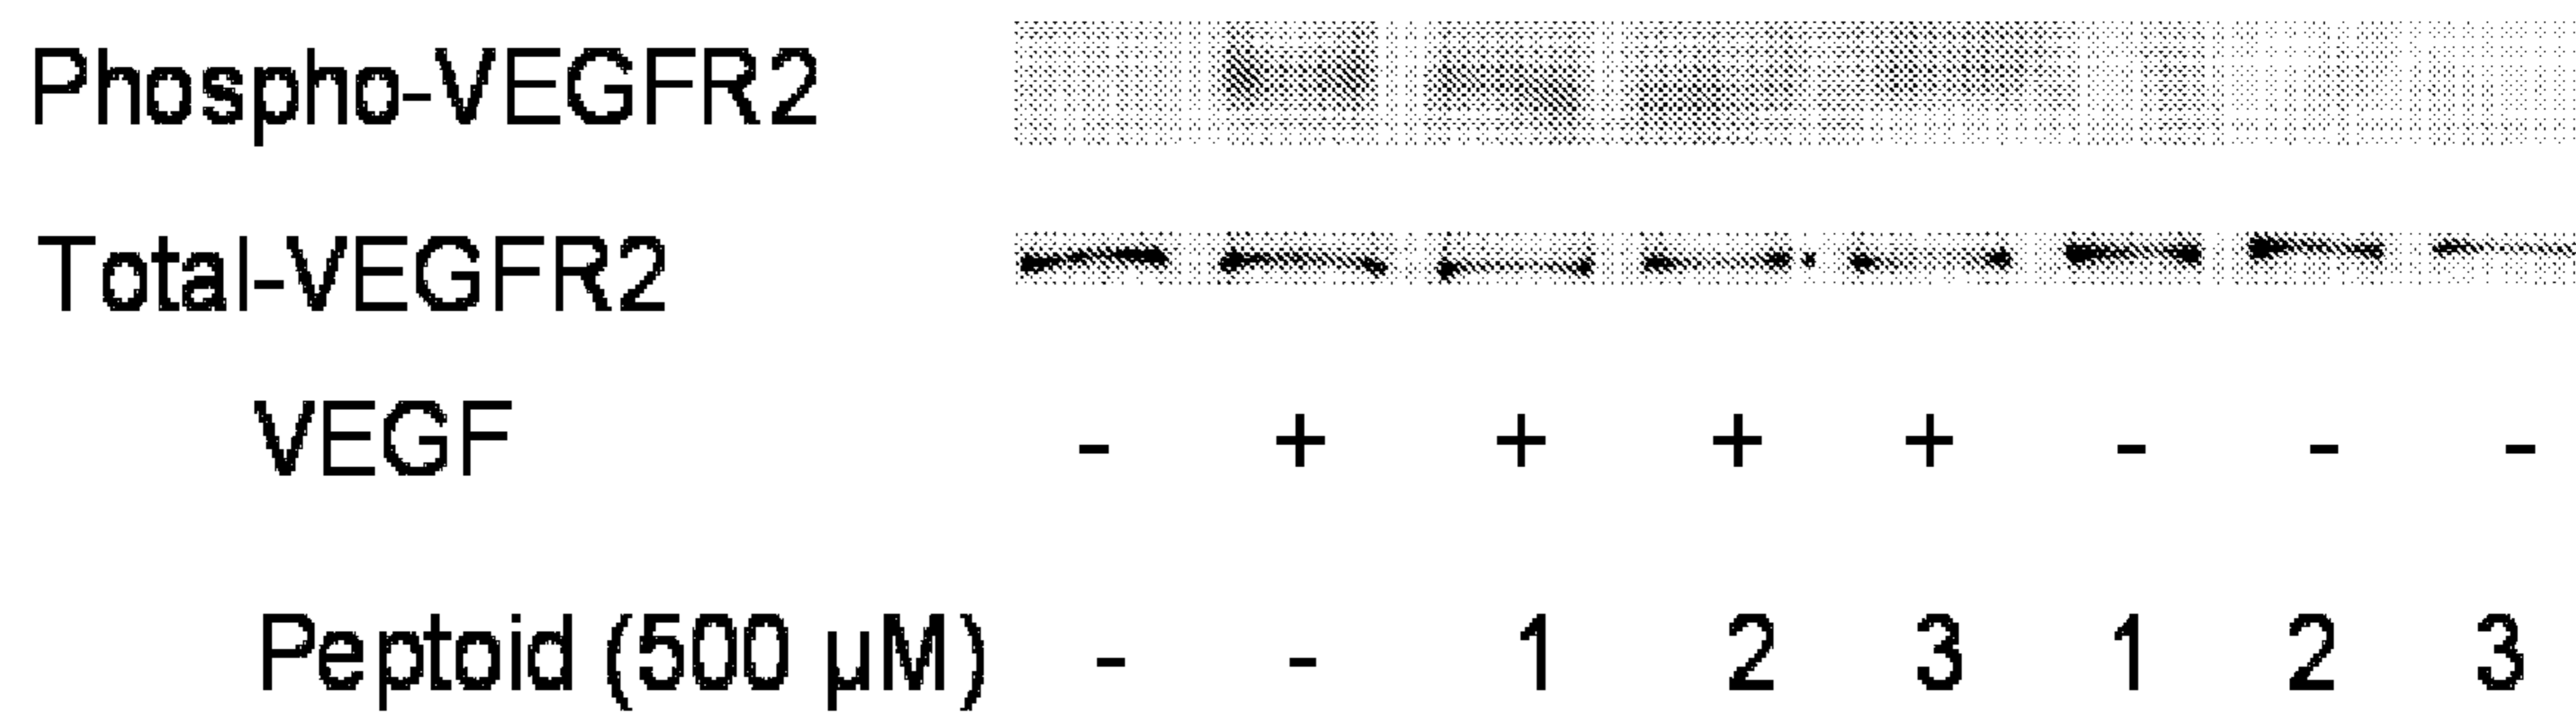 Phospho-VEGFR2
Total-VEGFR2
VEGF - + + + + - - -
Peptoid (500 µM) - - 1 2 3 1 2 3